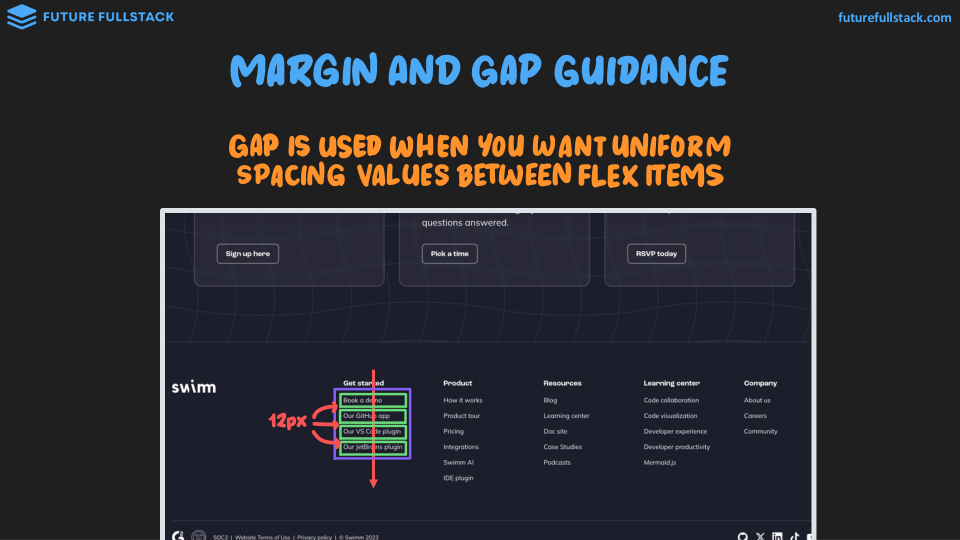 FUTURE FULLSTACK
futurefullstack.com
MARGIN AND GAP GUIDANCE
GAP IS USED WHEN YOU WANT UNIFORM
SPACING VALUES BETWEEN FLEX ITEMS
questions answered.
Sign up here
Pick a time
RSVP today
swimm
Get started
Book a demo
Our GitHub app
Our VS Code plugin
Our JetBrains plugin
12px
Product
How it works
Product tour
Pricing
Integrations
Swimm AI
IDE plugin
Resources
Blog
Learning center
Doc site
Case Studies
Podcasts
Learning center
Code collaboration
Code visualization
Developer experience
Developer productivity
Mermaid.js
Company
About us
Careers
Community
SOC2 | Website Terms of Use | Privacy policy | © Swimm 2023